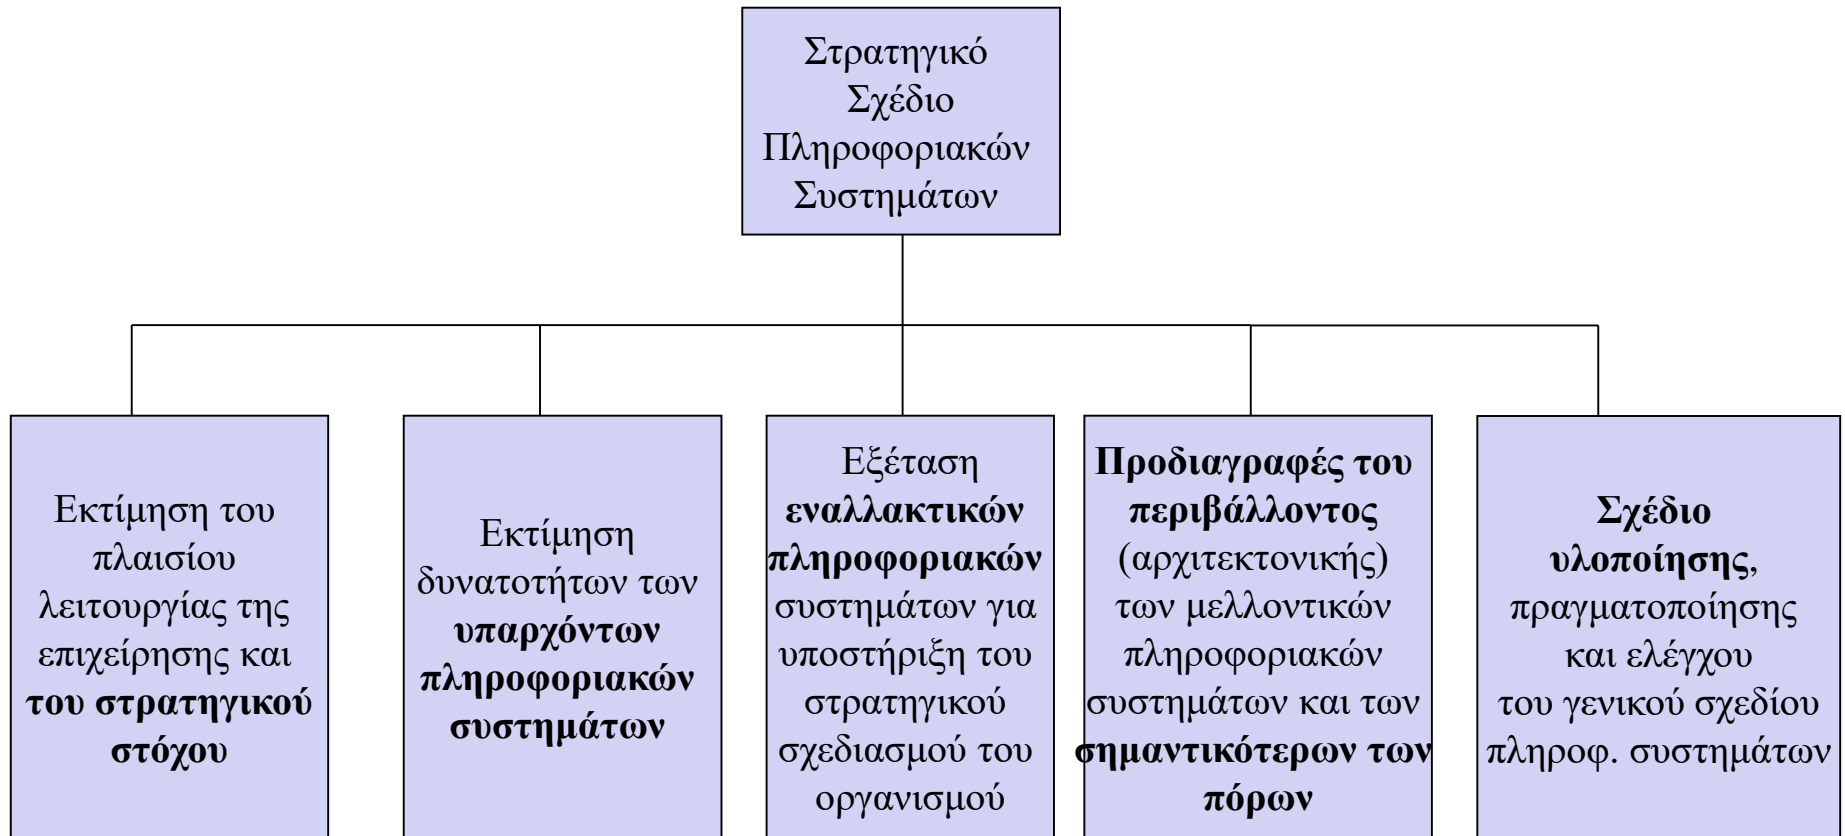 Στρατηγικό
Σχέδιο
Πληροφοριακών
Συστημάτων
Εκτίμηση του
πλαισίου
λειτουργίας της
επιχείρησης και
του στρατηγικού
στόχου
Εκτίμηση
δυνατοτήτων των
υπαρχόντων
πληροφοριακών
συστημάτων
Εξέταση
εναλλακτικών
πληροφοριακών
συστημάτων για
υποστήριξη του
στρατηγικού
σχεδιασμού του
οργανισμού
Προδιαγραφές του
περιβάλλοντος
(αρχιτεκτονικής)
των μελλοντικών
πληροφοριακών
συστημάτων και των
σημαντικότερων των
πόρων
Σχέδιο
υλοποίησης,
πραγματοποίησης
και ελέγχου
του γενικού σχεδίου
πληροφ. συστημάτων